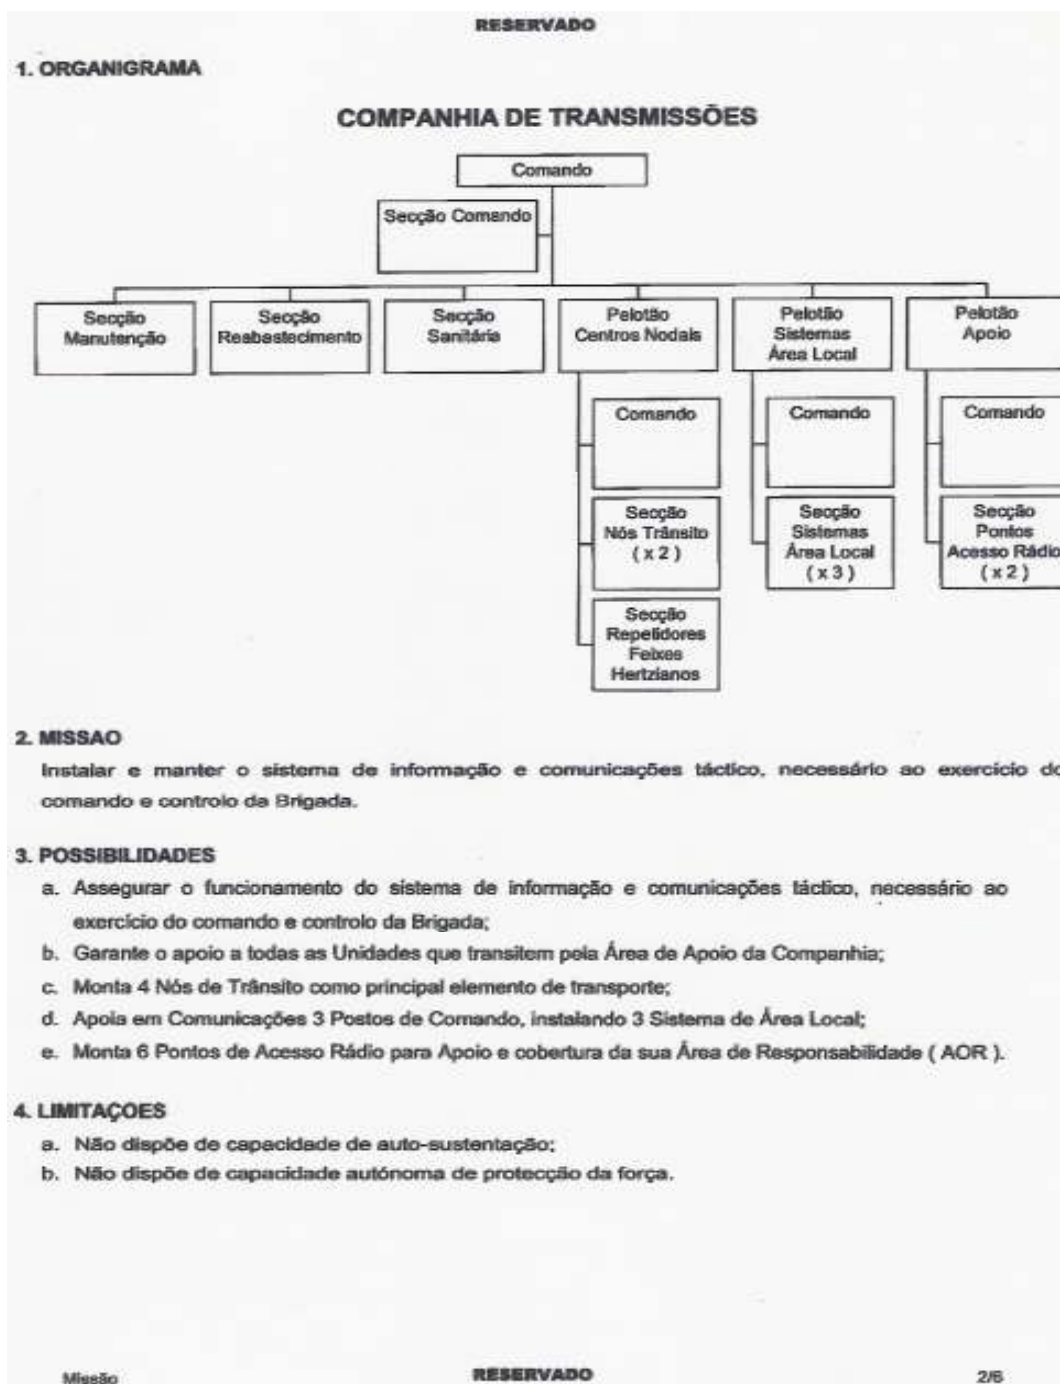 RESERVADO
1. ORGANIGRAMA
COMPANHIA DE TRANSMISSÕES
Comando
Secção Comando
Secção
Manutenção
Secção
Reabastecimento
Secção
Sanitária
Pelotão
Centros Nodais
Pelotão
Sistemas
Área Local
Pelotão
Apoio
Comando
Comando
Comando
Secção
Nós Trânsito
( x 2 )
Secção
Sistemas
Área Local
( x 3 )
Secção
Pontos
Acesso Rádio
( x 2 )
Secção
Repetidores
Feixes
Hertzianos
2. MISSAO
Instalar e manter o sistema de informação e comunicações táctico, necessário ao exercício do
comando e controlo da Brigada.
3. POSSIBILIDADES
a. Assegurar o funcionamento do sistema de informação e comunicações táctico, necessário ao
exercício do comando e controlo da Brigada;
b. Garante o apoio a todas as Unidades que transitem pela Área de Apoio da Companhia;
c. Monta 4 Nós de Trânsito como principal elemento de transporte;
d. Apoia em Comunicações 3 Postos de Comando, instalando 3 Sistema de Área Local;
e. Monta 6 Pontos de Acesso Rádio para Apoio e cobertura da sua Área de Responsabilidade ( AOR ).
4. LIMITAÇOES
a. Não dispõe de capacidade de auto-sustentação;
b. Não dispõe de capacidade autónoma de protecção da força.
Missão
RESERVADO
2/6